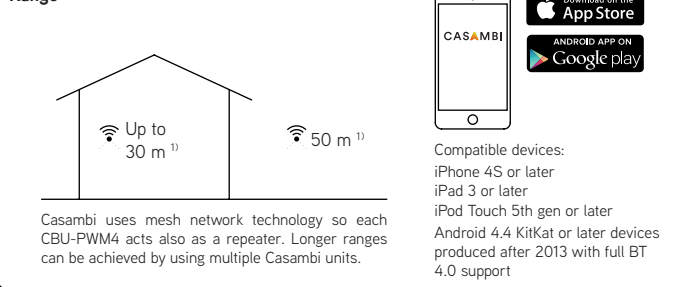 Range
Up to
30 m 1)
50 m 1)
Casambi uses mesh network technology so each
CBU-PWM4 acts also as a repeater. Longer ranges
can be achieved by using multiple Casambi units.
CASAMBI
Download on the
App Store
ANDROID APP ON
Google play
Compatible devices:
iPhone 4S or later
iPad 3 or later
iPod Touch 5th gen or later
Android 4.4 KitKat or later devices
produced after 2013 with full BT
4.0 support